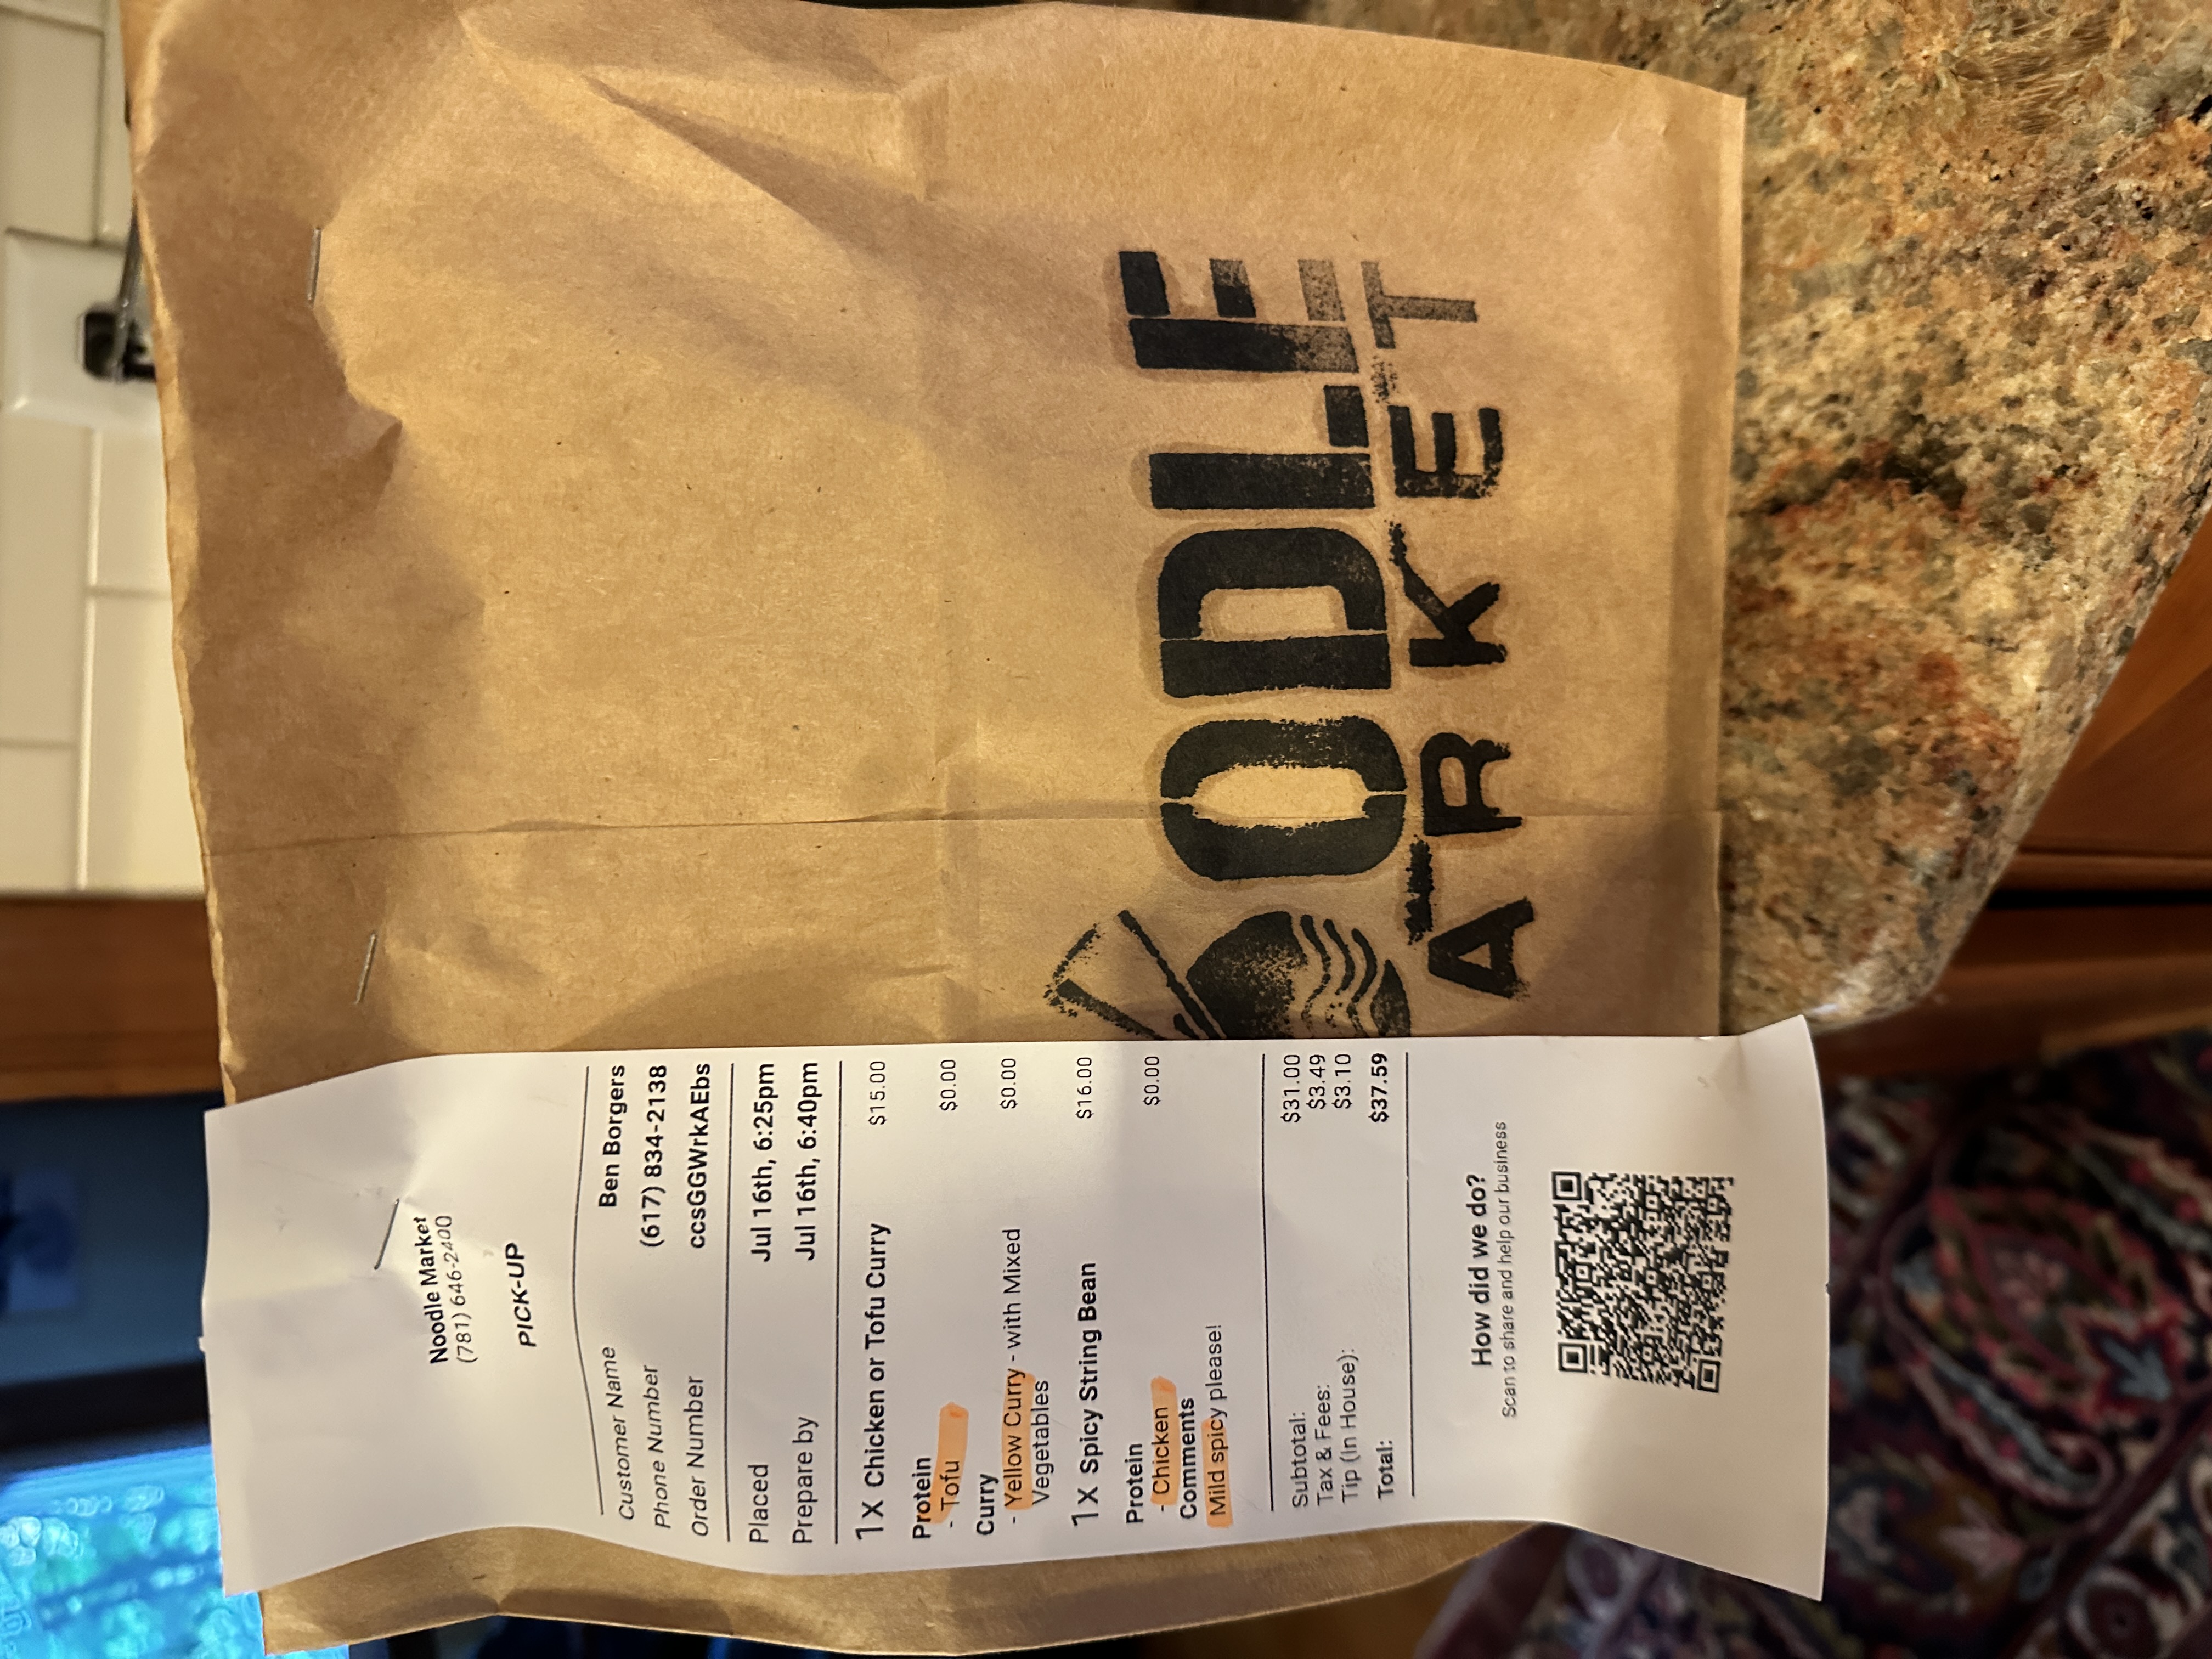 Noodle Market
(781) 646-2400
PICK-UP
Customer Name Ben Borgers
Phone Number (617) 834-2138
Order Number ccsGGWrkAEbs
Placed Jul 16th, 6:25pm
Prepare by Jul 16th, 6:40pm
1x Chicken or Tofu Curry $15.00
Protein
- Tofu $0.00
Curry
- Yellow Curry - with Mixed $0.00
Vegetables
1x Spicy String Bean $16.00
Protein
- Chicken $0.00
Comments
Mild spicy please!
Subtotal: $31.00
Tax & Fees: $3.49
Tip (In House): $3.10
Total: $37.59
How did we do?
Scan to share and help our business
ODLE
ARKET